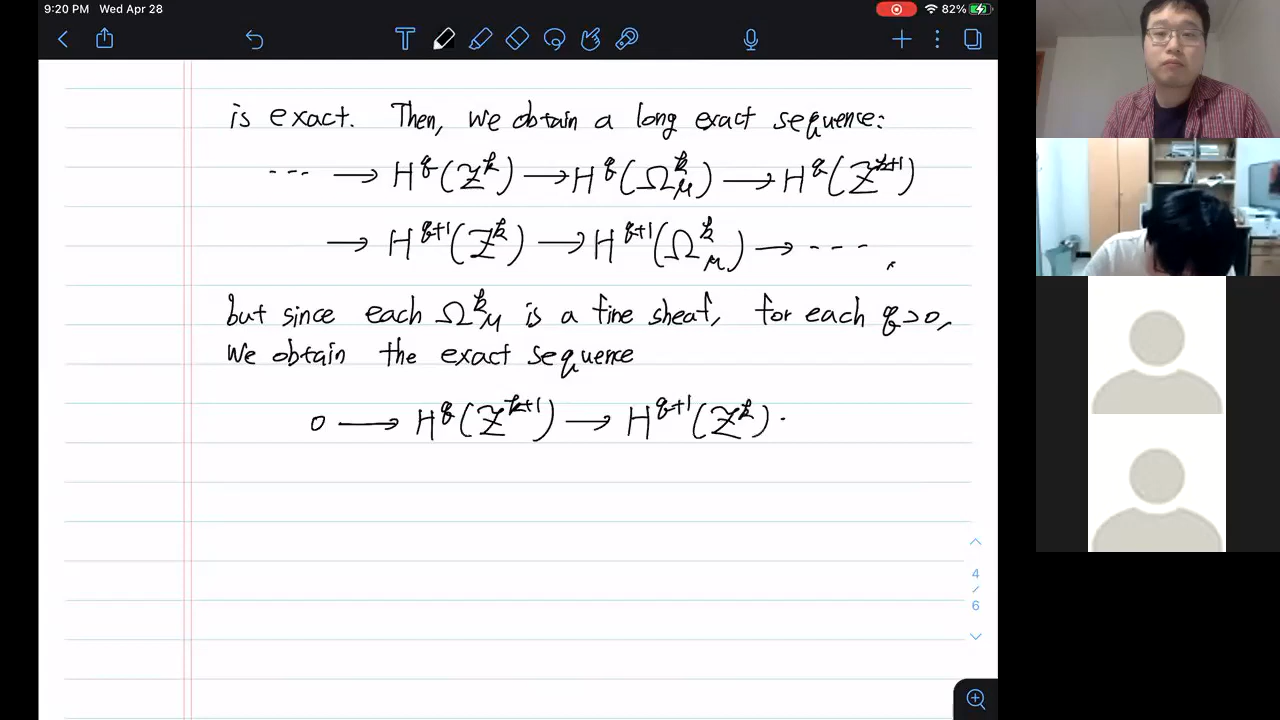 9:20 PM Wed Apr 28
82%
is exact. Then, we obtain a long exact sequence:
--- → H^q(Z^k) → H^q(Ω^k_M) → H^q(Z^{k+1})
→ H^{q+1}(Z^k) → H^{q+1}(Ω^k_M) → ---- ,
but since each Ω^k_M is a fine sheaf, for each q>0,
We obtain the exact sequence
0 → H^q(Z^{k+1}) → H^{q+1}(Z^k)
4
/
6